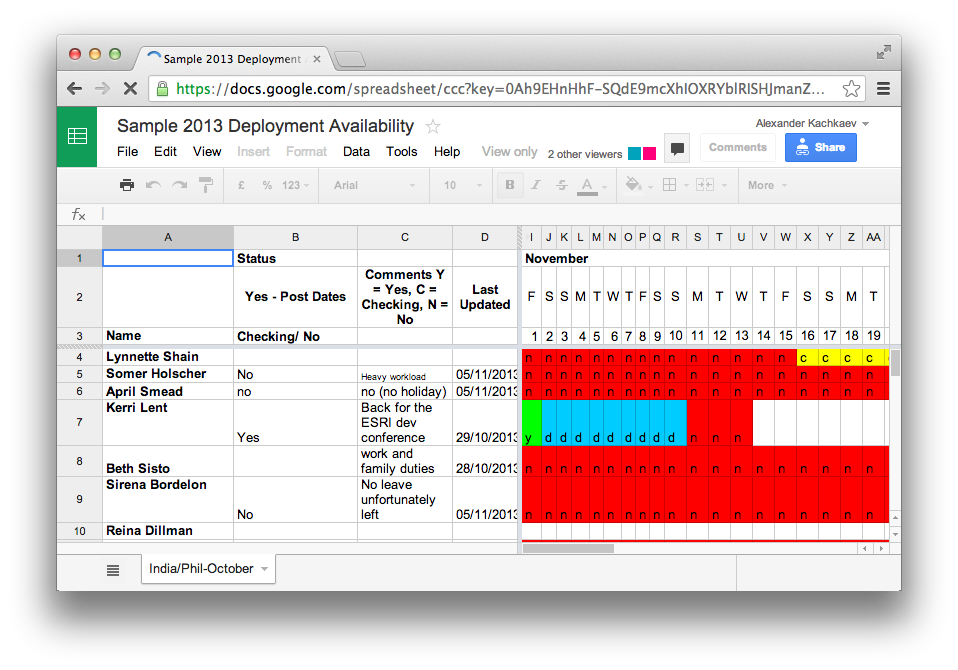 Sample 2013 Deployment
https://docs.google.com/spreadsheet/ccc?key=0Ah9EHnHhF-SQdE9mcXhlOXRYblRlSHJmanZ...
Sample 2013 Deployment Availability
Alexander Kachkaev
File Edit View Insert Format Data Tools Help View only 2 other viewers Comments Share
£ % 123 Arial 10 B I S A More
fx
A B C D I J K L M N O P Q R S T U V W X Y Z AA
1 Status November
2 Yes - Post Dates Comments Y = Yes, C = Checking, N = No Last Updated F S S M T W T F S S M T W T F S S M T
3 Name Checking/ No 1 2 3 4 5 6 7 8 9 10 11 12 13 14 15 16 17 18 19
4 Lynnette Shain n n n n n n n n n n n n n n n c c c c
5 Somer Holscher No Heavy workload 05/11/2013 n n n n n n n n n n n n n n n n n n n
6 April Smead no no (no holiday) 05/11/2013 n n n n n n n n n n n n n n n n n n n
7 Kerri Lent Yes Back for the ESRI dev conference 29/10/2013 y d d d d d d d d d n n n
8 Beth Sisto work and family duties 28/10/2013 n n n n n n n n n n n n n n n n n n n
9 Sirena Bordelon No No leave unfortunately left 05/11/2013 n n n n n n n n n n n n n n n n n n n
10 Reina Dillman
India/Phil-October